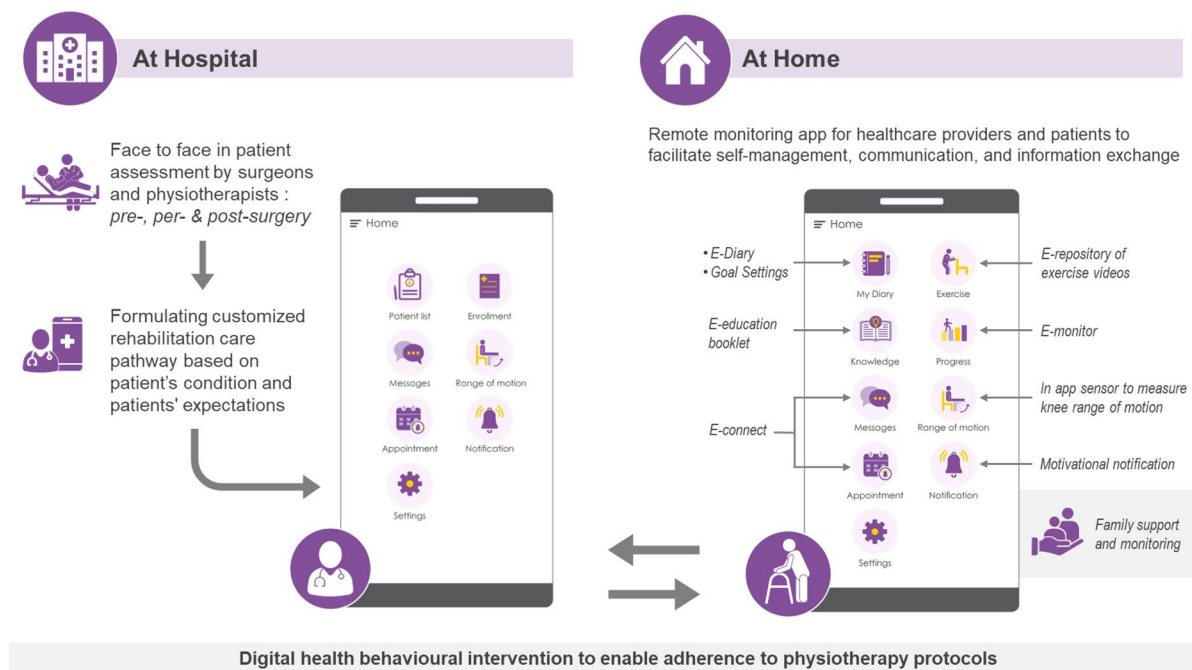 At Hospital
Face to face in patient
assessment by surgeons
and physiotherapists :
pre-, per- & post-surgery
Formulating customized
rehabilitation care
pathway based on
patient's condition and
patients' expectations
Home
Patient list
Enrollment
Messages
Range of motion
Appointment
Notification
Settings
At Home
Remote monitoring app for healthcare providers and patients to
facilitate self-management, communication, and information exchange
• E-Diary
• Goal Settings
E-education
booklet
E-connect
Home
My Diary
Exercise
Knowledge
Progress
Messages
Range of motion
Appointment
Notification
Settings
E-repository of
exercise videos
E-monitor
In app sensor to measure
knee range of motion
Motivational notification
Family support
and monitoring
Digital health behavioural intervention to enable adherence to physiotherapy protocols